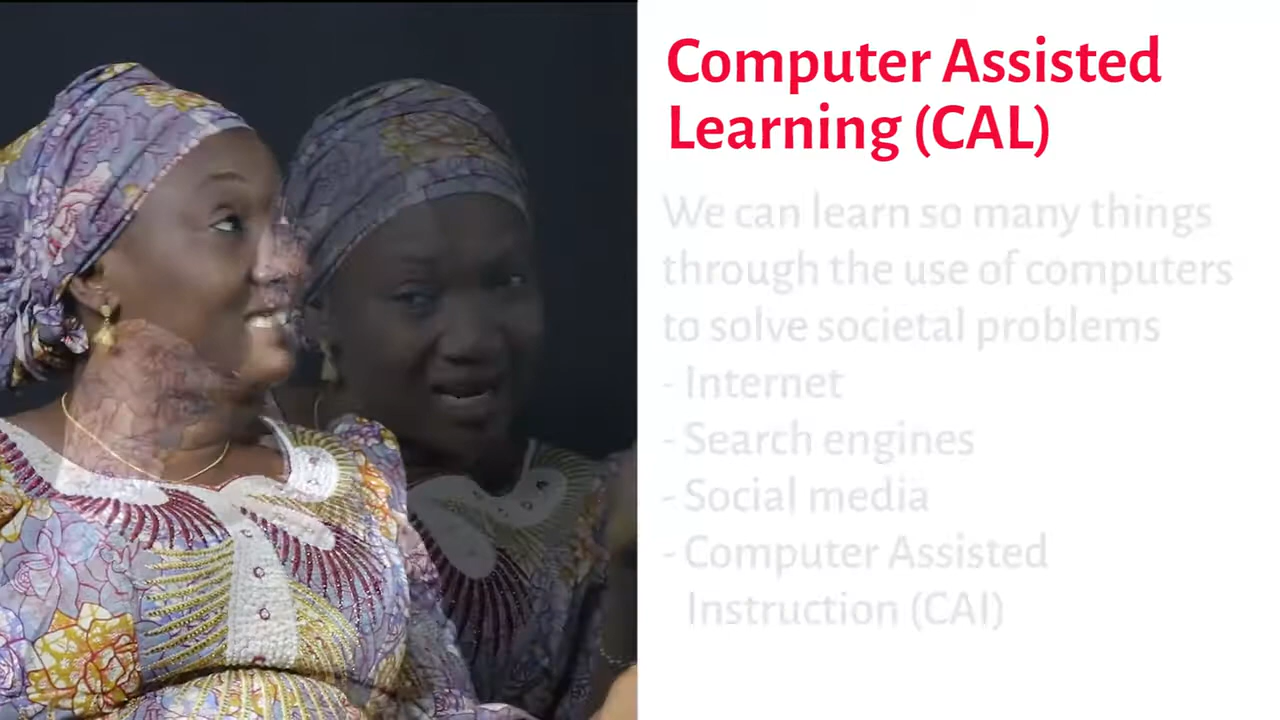 Computer Assisted
Learning (CAL)
We can learn so many things
through the use of computers
to solve societal problems
- Internet
- Search engines
- Social media
- Computer Assisted
Instruction (CAI)